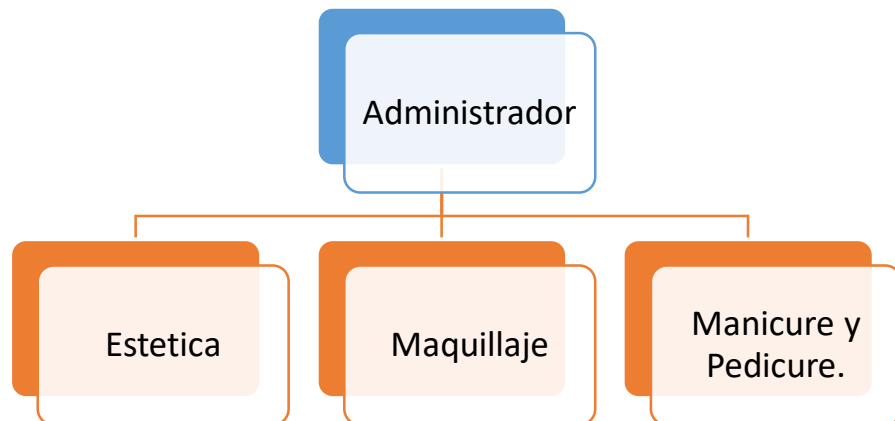 Administrador
Estetica
Maquillaje
Manicure y
Pedicure.